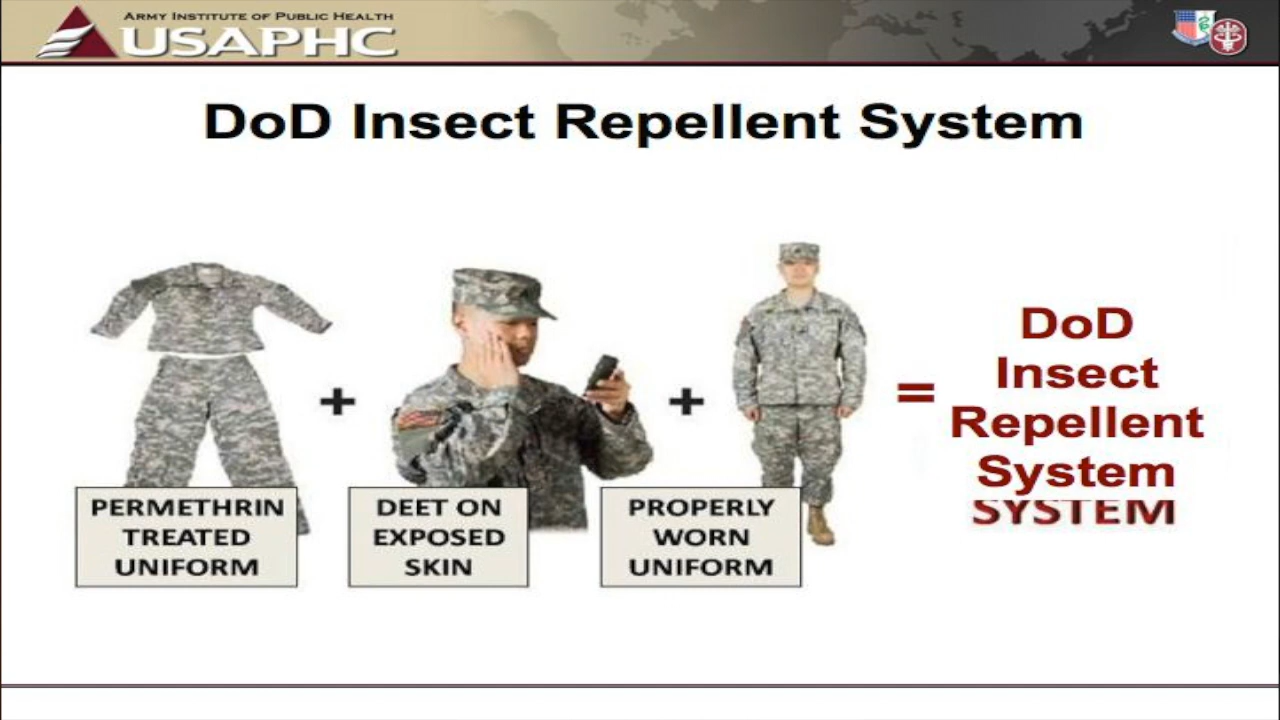 ARMY INSTITUTE OF PUBLIC HEALTH
USAPHC
DoD Insect Repellent System
+
+
=
PERMETHRIN
TREATED
UNIFORM
DEET ON
EXPOSED
SKIN
PROPERLY
WORN
UNIFORM
DoD
Insect
Repellent
System
SYSTEM